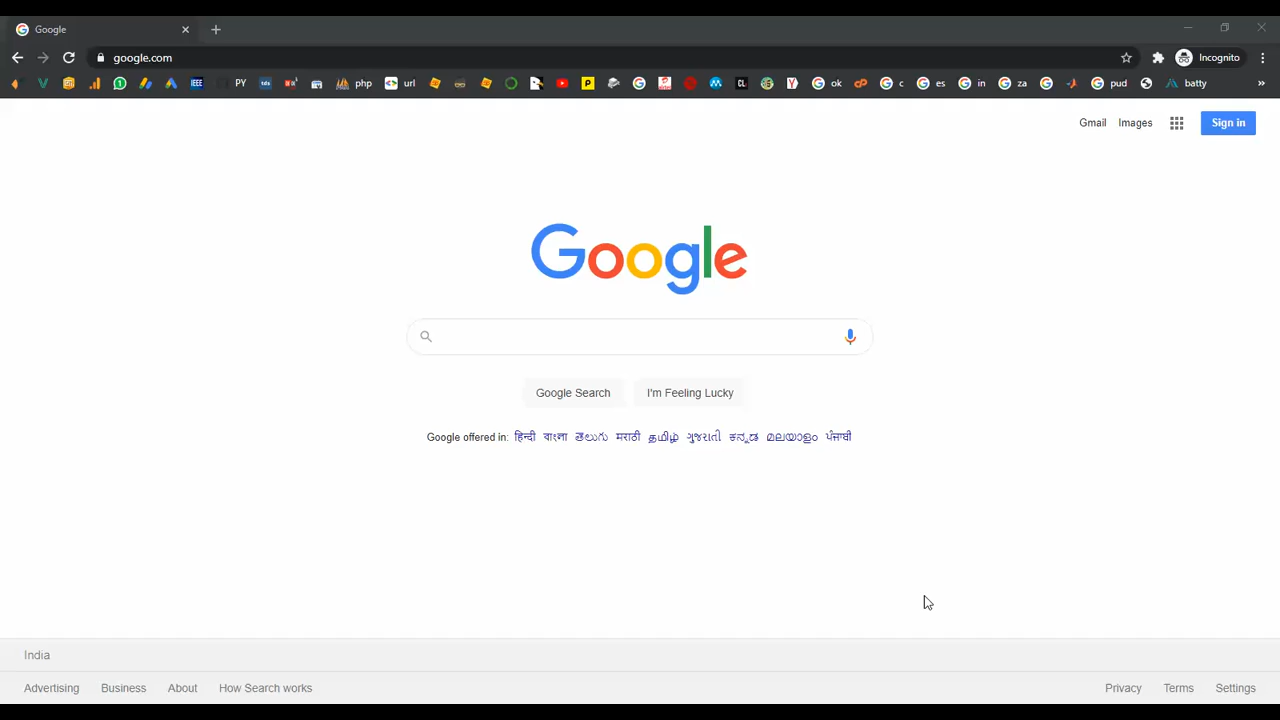 Google
google.com
Incognito
PY
php
url
ok
c
es
in
za
pud
batty
Gmail Images Sign in
Google
Google Search I'm Feeling Lucky
Google offered in: हिन्दी বাংলা తెలుగు मराठी தமிழ் ગુજરાતી ಕನ್ನಡ മലയാളം ਪੰਜਾਬੀ
India
Advertising Business About How Search works Privacy Terms Settings